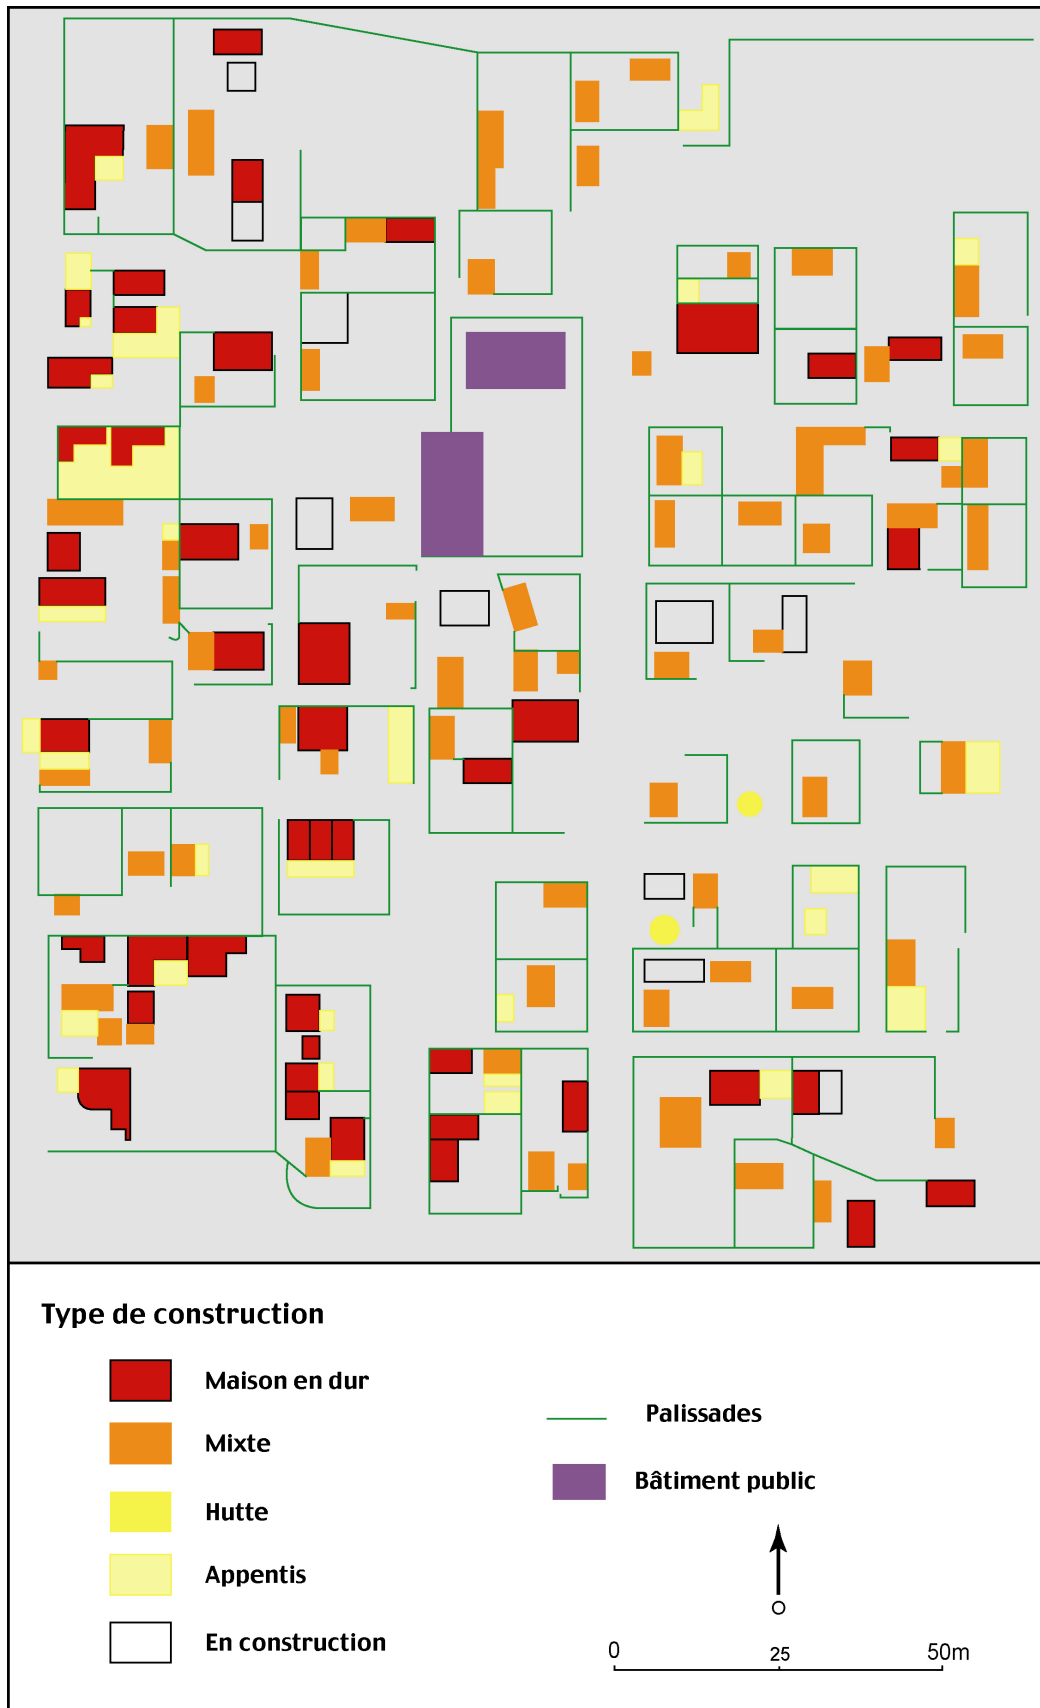 Type de construction
Maison en dur
Mixte
Hutte
Appentis
En construction
Palissades
Bâtiment public
0 25 50m